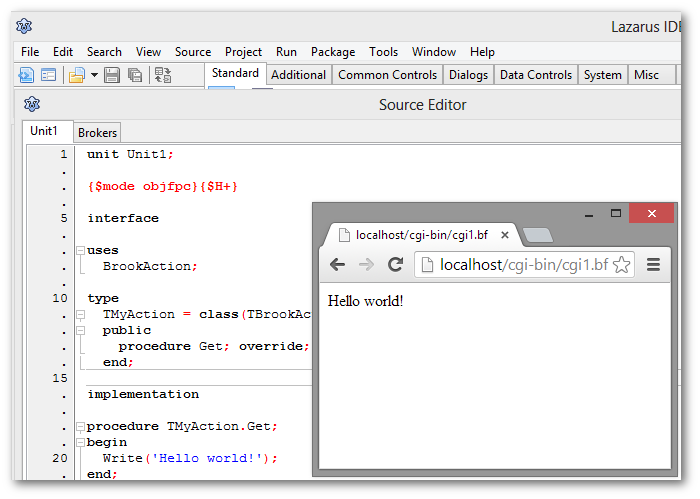 Lazarus IDE
File Edit Search View Source Project Run Package Tools Window Help
Standard Additional Common Controls Dialogs Data Controls System Misc
Source Editor
Unit1 Brokers
1 unit Unit1;
.
. {$mode objfpc}{$H+}
.
5 interface
.
. uses
. BrookAction;
.
10 type
. TMyAction = class(TBrookAc
. public
. procedure Get; override;
. end;
15
. implementation
.
. procedure TMyAction.Get;
. begin
20 Write('Hello world!');
. end;
localhost/cgi-bin/cgi1.bf
localhost/cgi-bin/cgi1.bf
Hello world!